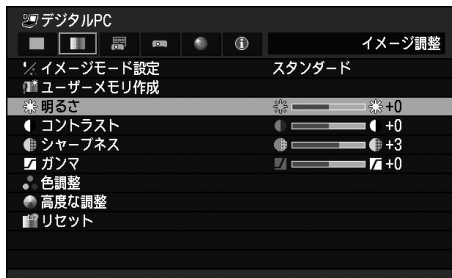 デジタルPC
イメージ調整
イメージモード設定 スタンダード
ユーザーメモリ作成
明るさ +0
コントラスト +0
シャープネス +3
ガンマ +0
色調整
高度な調整
リセット